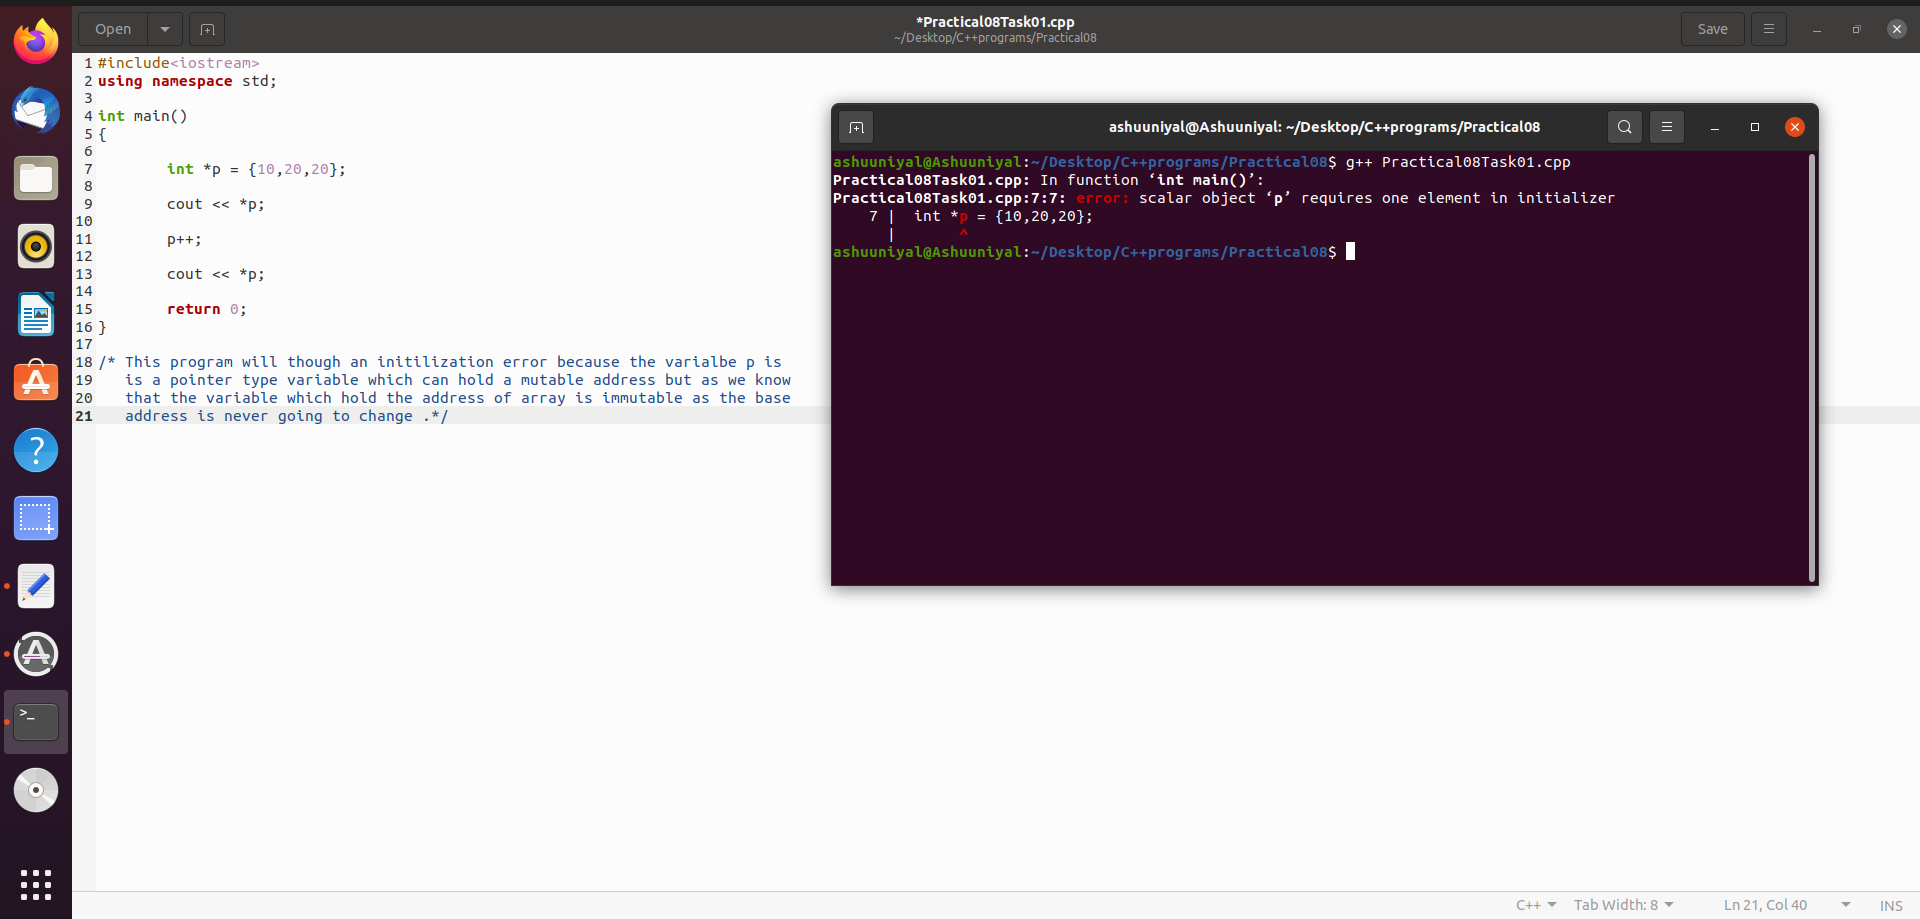 Open
*Practical08Task01.cpp
~/Desktop/C++programs/Practical08
Save
1 #include<iostream>
2 using namespace std;
3
4 int main()
5 {
6
7 int *p = {10,20,20};
8
9 cout << *p;
10
11 p++;
12
13 cout << *p;
14
15 return 0;
16 }
17
18 /* This program will though an initilization error because the varialbe p is
19 is a pointer type variable which can hold a mutable address but as we know
20 that the variable which hold the address of array is immutable as the base
21 address is never going to change .*/
ashuuniyal@Ashuuniyal: ~/Desktop/C++programs/Practical08
ashuuniyal@Ashuuniyal:~/Desktop/C++programs/Practical08$ g++ Practical08Task01.cpp
Practical08Task01.cpp: In function ‘int main()’:
Practical08Task01.cpp:7:7: error: scalar object ‘p’ requires one element in initializer
7 | int *p = {10,20,20};
| ^
ashuuniyal@Ashuuniyal:~/Desktop/C++programs/Practical08$
C++
Tab Width: 8
Ln 21, Col 40
INS